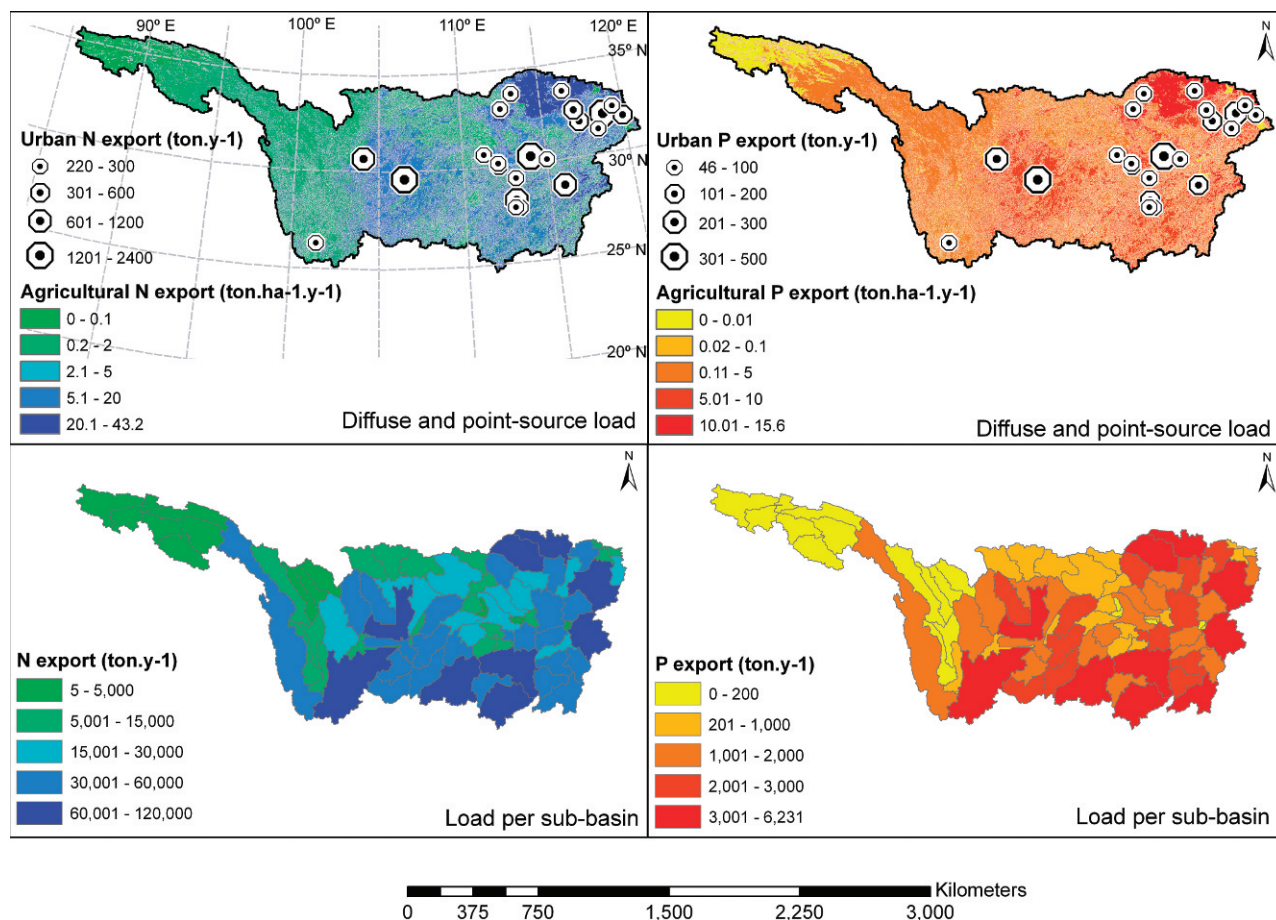 90º E
100º E
110º E
120º E
35º N
30º N
25º N
20º N
Urban N export (ton.y-1)
220 - 300
301 - 600
601 - 1200
1201 - 2400
Agricultural N export (ton.ha-1.y-1)
0 - 0.1
0.2 - 2
2.1 - 5
5.1 - 20
20.1 - 43.2
Diffuse and point-source load
N
Urban P export (ton.y-1)
46 - 100
101 - 200
201 - 300
301 - 500
Agricultural P export (ton.ha-1.y-1)
0 - 0.01
0.02 - 0.1
0.11 - 5
5.01 - 10
10.01 - 15.6
Diffuse and point-source load
N
N export (ton.y-1)
5 - 5,000
5,001 - 15,000
15,001 - 30,000
30,001 - 60,000
60,001 - 120,000
Load per sub-basin
N
P export (ton.y-1)
0 - 200
201 - 1,000
1,001 - 2,000
2,001 - 3,000
3,001 - 6,231
Load per sub-basin
Kilometers
0 375 750 1,500 2,250 3,000